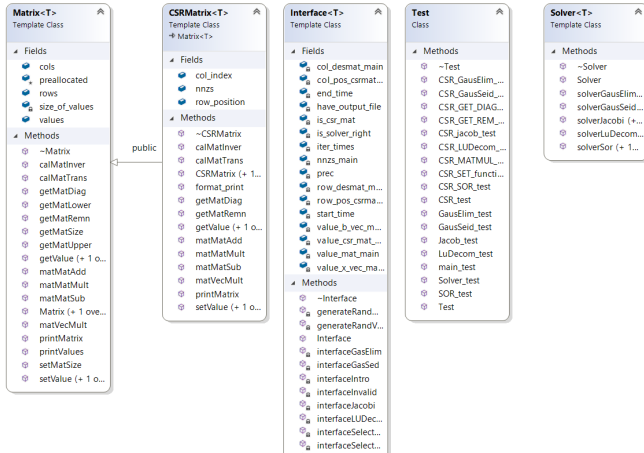 Matrix<T>
Template Class
Fields
cols
preallocated
rows
size_of_values
values
Methods
~Matrix
calMatInver
calMatTrans
getMatDiag
getMatLower
getMatRemn
getMatSize
getMatUpper
getValue (+ 1 o...
matMatAdd
matMatMult
matMatSub
Matrix (+ 1 ove...
matVecMult
printMatrix
printValues
setMatSize
setValue (+ 1 o...
public
CSRMatrix<T>
Template Class
Matrix<T>
Fields
col_index
nnzs
row_position
Methods
~CSRMatrix
calMatInver
calMatTrans
CSRMatrix (+ 1...
format_print
getMatDiag
getMatRemn
getValue (+ 1 o...
matMatAdd
matMatMult
matMatSub
matVecMult
printMatrix
setValue (+ 1 o...
Interface<T>
Template Class
Fields
col_desmat_main
col_pos_csrmat...
end_time
have_output_file
is_csr_mat
is_solver_right
iter_times
nnzs_main
prec
row_desmat_m...
row_pos_csrma...
start_time
value_b_vec_m...
value_csr_mat_...
value_mat_main
value_x_vec_ma...
Methods
~Interface
generateRand...
generateRandV...
Interface
interfaceGasElim
interfaceGasSed
interfaceIntro
interfaceInvalid
interfaceJacobi
interfaceLUDec...
interfaceSelect...
interfaceSelect...
Test
Class
Methods
~Test
CSR_GausElim_...
CSR_GausSeid_...
CSR_GET_DIAG...
CSR_GET_REM_...
CSR_jacob_test
CSR_LUDecom_...
CSR_MATMUL_...
CSR_SET_functi...
CSR_SOR_test
CSR_test
GausElim_test
GausSeid_test
Jacob_test
LuDecom_test
main_test
Solver_test
SOR_test
Test
Solver<T>
Template Class
Methods
~Solver
Solver
solverGausElim...
solverGausSeid...
solverJacobi (+...
solverLuDecom...
solverSor (+ 1...